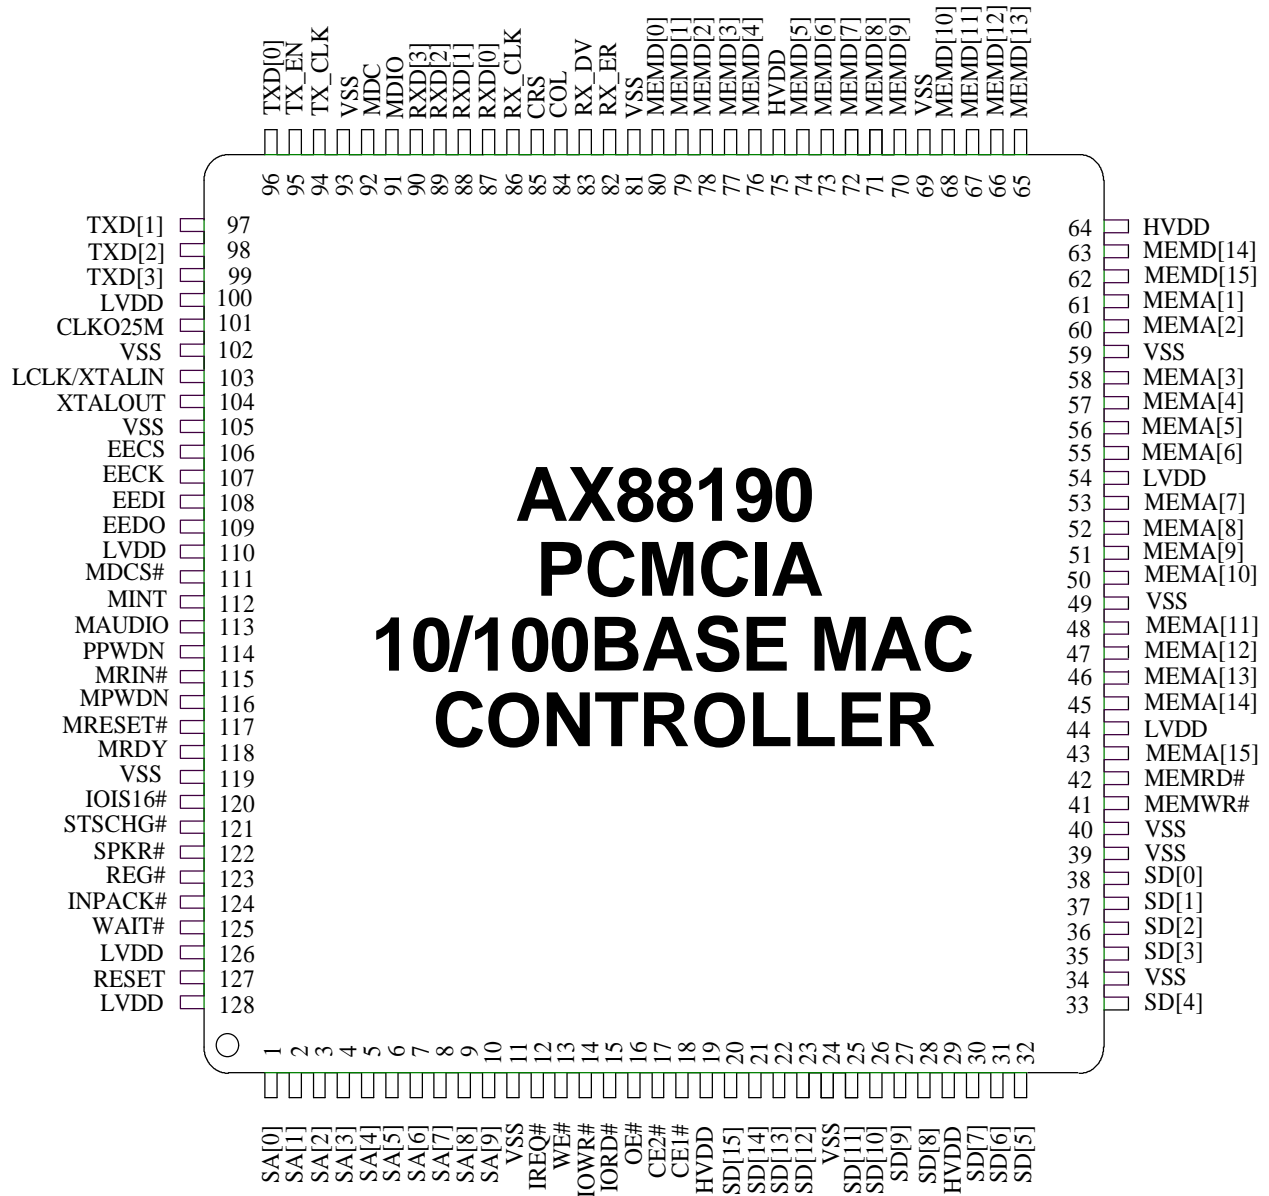 TXD[0]
TX_EN
TX_CLK
VSS
MDC
MDIO
RXD[3]
RXD[2]
RXD[1]
RXD[0]
RX_CLK
CRS
COL
RX_DV
RX_ER
VSS
MEMD[0]
MEMD[1]
MEMD[2]
MEMD[3]
MEMD[4]
HVDD
MEMD[5]
MEMD[6]
MEMD[7]
MEMD[8]
MEMD[9]
VSS
MEMD[10]
MEMD[11]
MEMD[12]
MEMD[13]
96
95
94
93
92
91
90
89
88
87
86
85
84
83
82
81
80
79
78
77
76
75
74
73
72
71
70
69
68
67
66
65
TXD[1] 97
TXD[2] 98
TXD[3] 99
LVDD 100
CLKO25M 101
VSS 102
LCLK/XTALIN 103
XTALOUT 104
VSS 105
EECS 106
EECK 107
EEDI 108
EEDO 109
LVDD 110
MDCS# 111
MINT 112
MAUDIO 113
PPWDN 114
MRIN# 115
MPWDN 116
MRESET# 117
MRDY 118
VSS 119
IOIS16# 120
STSCHG# 121
SPKR# 122
REG# 123
INPACK# 124
WAIT# 125
LVDD 126
RESET 127
LVDD 128
AX88190
PCMCIA
10/100BASE MAC
CONTROLLER
64 HVDD
63 MEMD[14]
62 MEMD[15]
61 MEMA[1]
60 MEMA[2]
59 VSS
58 MEMA[3]
57 MEMA[4]
56 MEMA[5]
55 MEMA[6]
54 LVDD
53 MEMA[7]
52 MEMA[8]
51 MEMA[9]
50 MEMA[10]
49 VSS
48 MEMA[11]
47 MEMA[12]
46 MEMA[13]
45 MEMA[14]
44 LVDD
43 MEMA[15]
42 MEMRD#
41 MEMWR#
40 VSS
39 VSS
38 SD[0]
37 SD[1]
36 SD[2]
35 SD[3]
34 VSS
33 SD[4]
1
2
3
4
5
6
7
8
9
10
11
12
13
14
15
16
17
18
19
20
21
22
23
24
25
26
27
28
29
30
31
32
SA[0]
SA[1]
SA[2]
SA[3]
SA[4]
SA[5]
SA[6]
SA[7]
SA[8]
SA[9]
VSS
IREQ#
WE#
IOWR#
IORD#
OE#
CE2#
CE1#
HVDD
SD[15]
SD[14]
SD[13]
SD[12]
VSS
SD[11]
SD[10]
SD[9]
SD[8]
HVDD
SD[7]
SD[6]
SD[5]